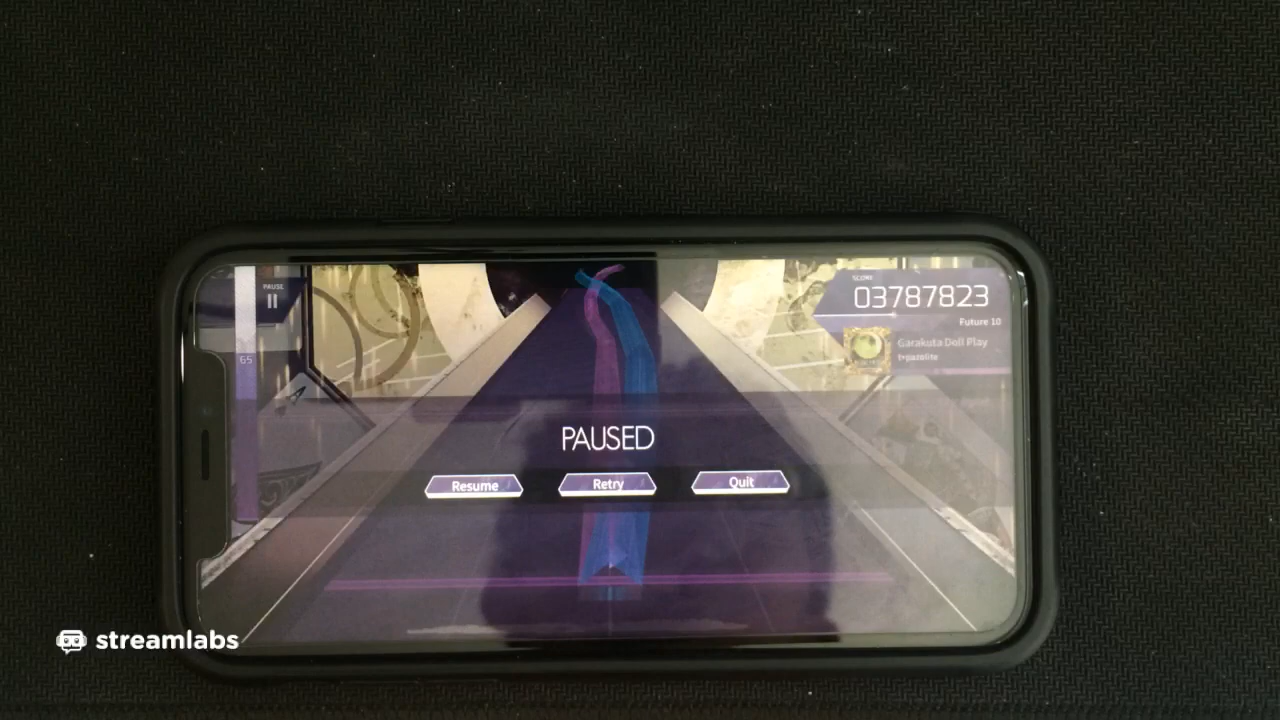 PAUSE
SCORE
03787823
Future 10
Garakuta Doll Play
t+pazolite
65
PAUSED
Resume
Retry
Quit
streamlabs